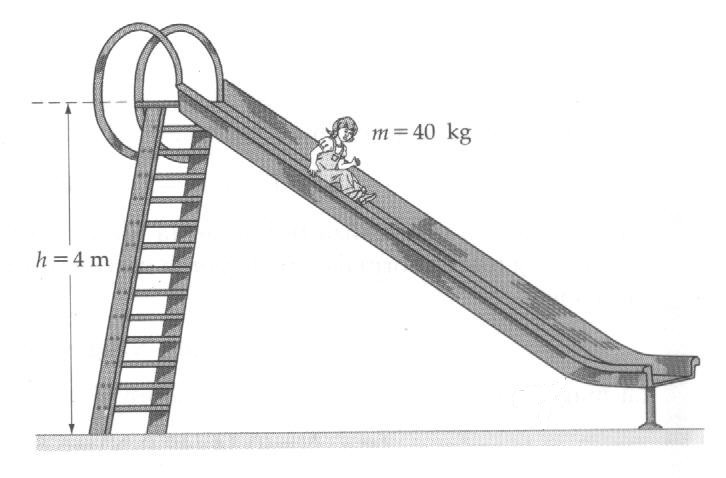 m = 40 kg
h = 4 m